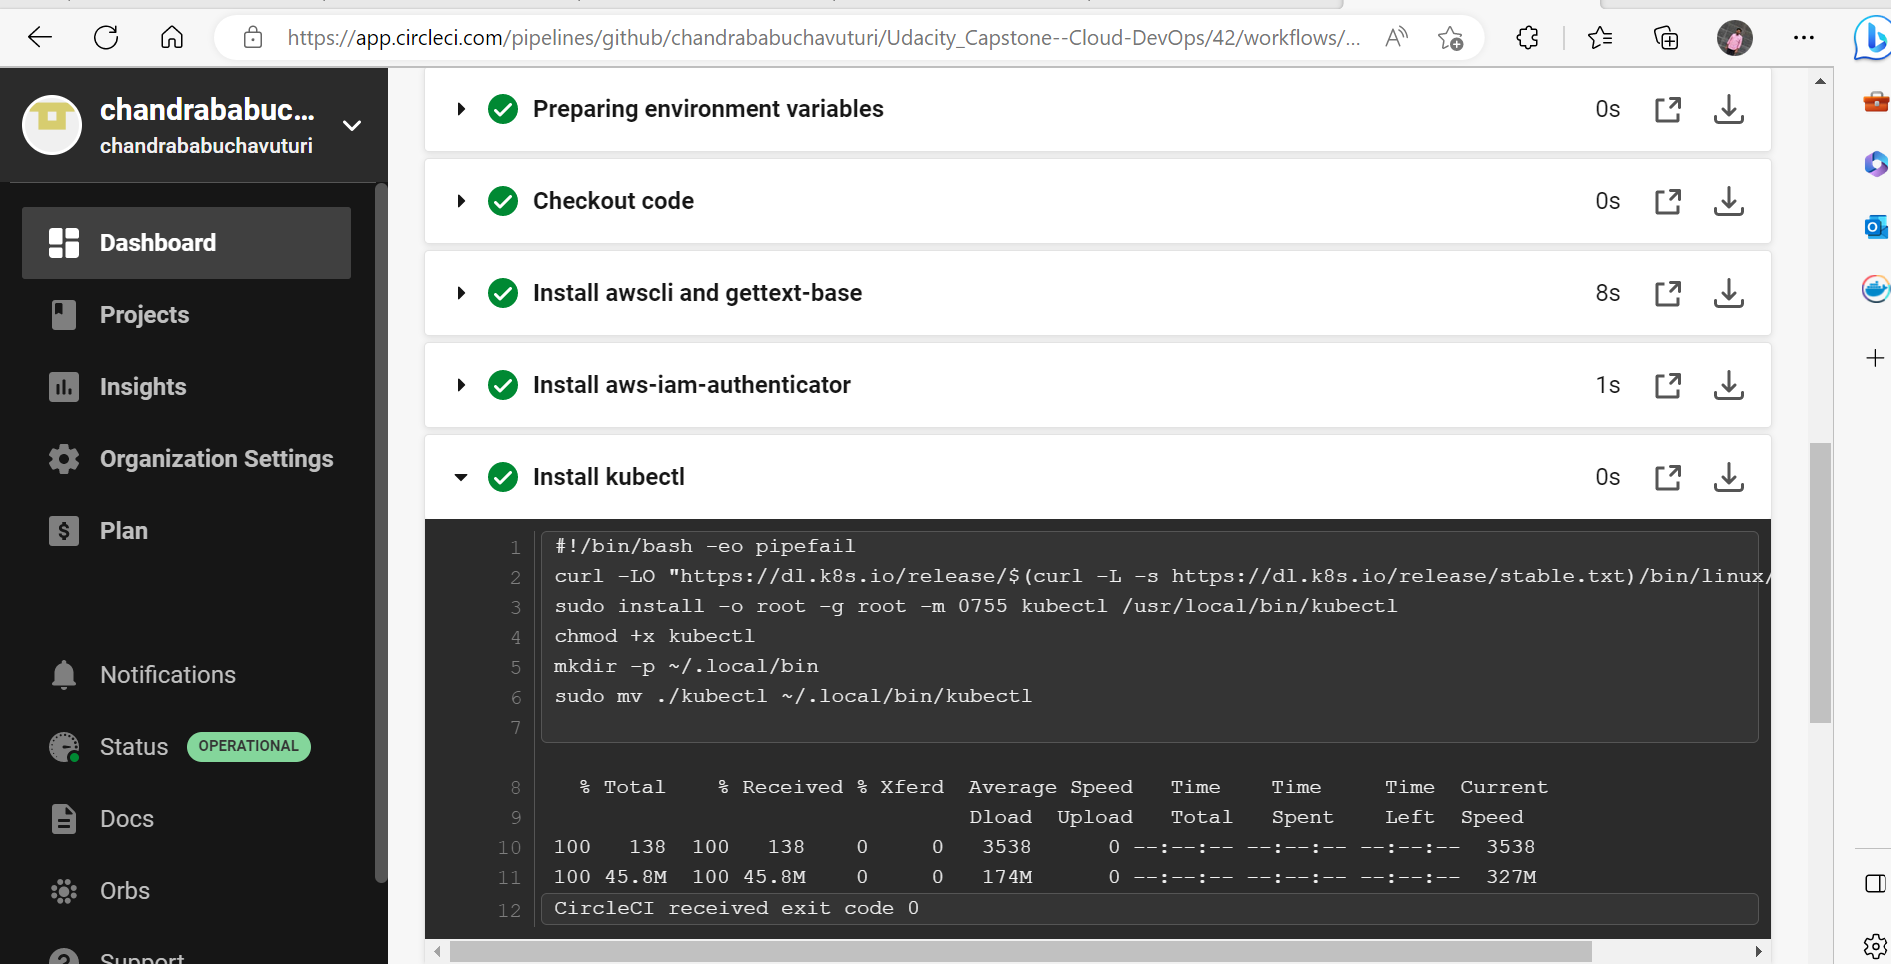 https://app.circleci.com/pipelines/github/chandrababuchavuturi/Udacity_Capstone--Cloud-DevOps/42/workflows/...
chandrababuc...
chandrababuchavuturi
Dashboard
Projects
Insights
Organization Settings
Plan
Notifications
Status OPERATIONAL
Docs
Orbs
Support
Preparing environment variables 0s
Checkout code 0s
Install awscli and gettext-base 8s
Install aws-iam-authenticator 1s
Install kubectl 0s
1 #!/bin/bash -eo pipefail
2 curl -LO "https://dl.k8s.io/release/$(curl -L -s https://dl.k8s.io/release/stable.txt)/bin/linux/
3 sudo install -o root -g root -m 0755 kubectl /usr/local/bin/kubectl
4 chmod +x kubectl
5 mkdir -p ~/.local/bin
6 sudo mv ./kubectl ~/.local/bin/kubectl
7
8 % Total % Received % Xferd Average Speed Time Time Time Current
9 Dload Upload Total Spent Left Speed
10 100 138 100 138 0 0 3538 0 --:--:-- --:--:-- --:--:-- 3538
11 100 45.8M 100 45.8M 0 0 174M 0 --:--:-- --:--:-- --:--:-- 327M
12 CircleCI received exit code 0